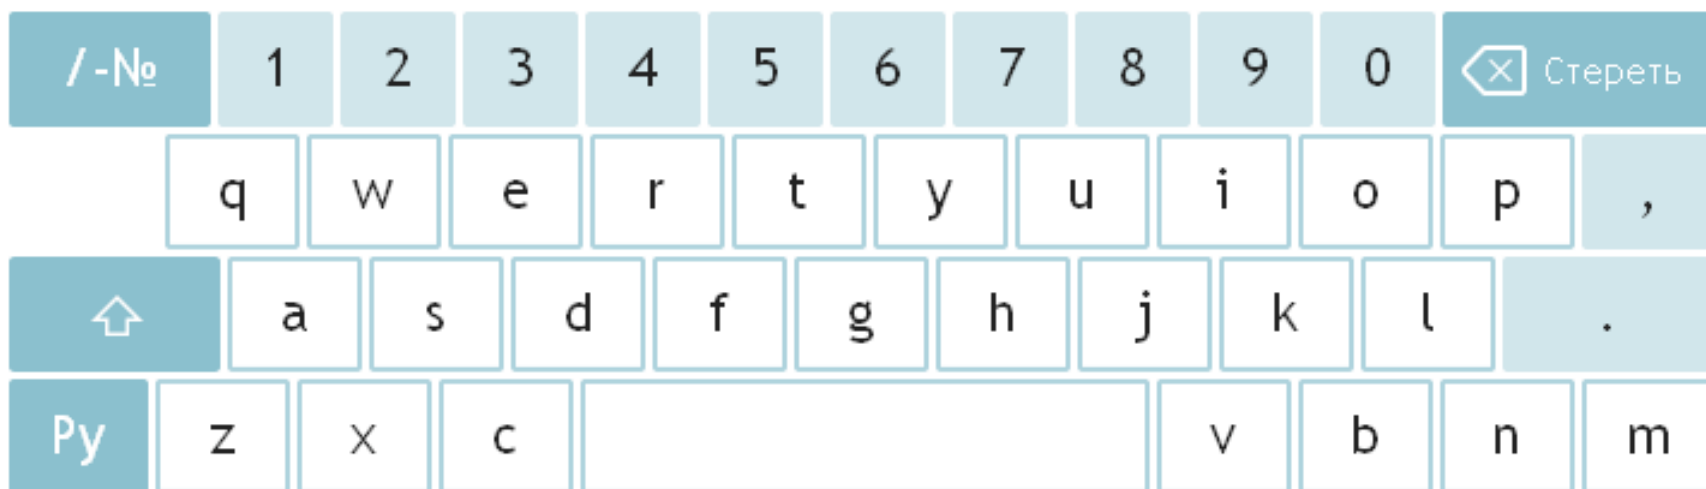 /-№ 1 2 3 4 5 6 7 8 9 0 Стереть
q w e r t y u i o p ,
a s d f g h j k l .
Ру z x c v b n m